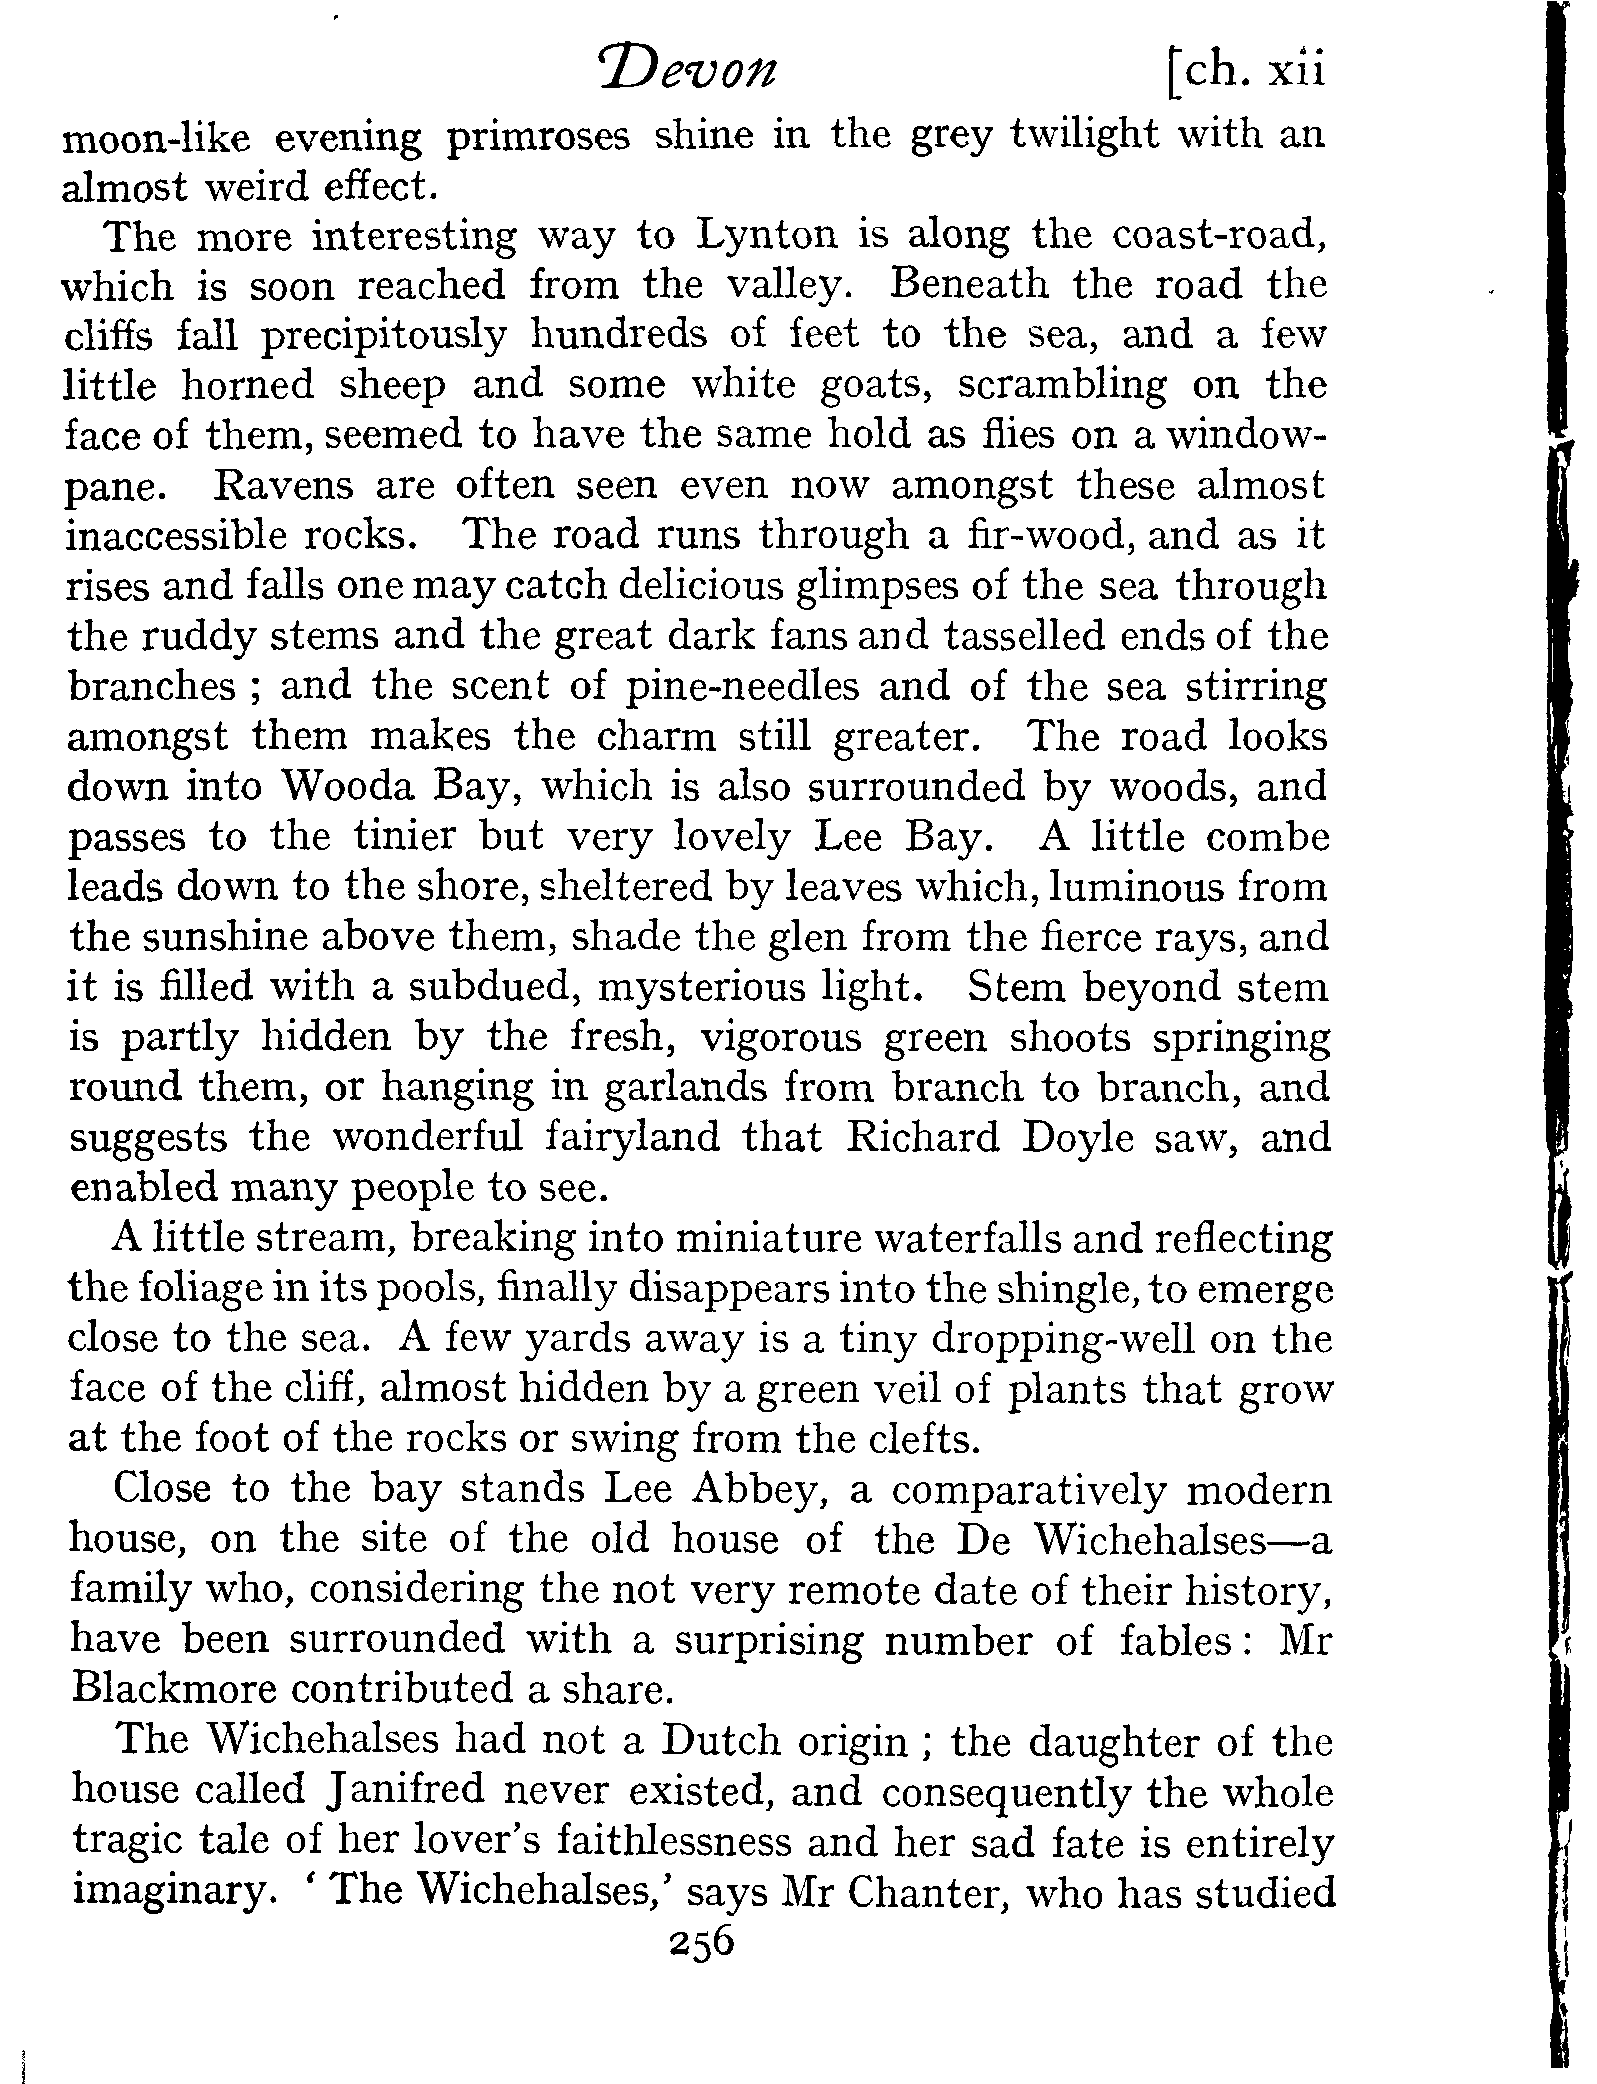 Devon [ch. xii
moon-like evening primroses shine in the grey twilight with an
almost weird effect.
The more interesting way to Lynton is along the coast-road,
which is soon reached from the valley. Beneath the road the
cliffs fall precipitously hundreds of feet to the sea, and a few
little horned sheep and some white goats, scrambling on the
face of them, seemed to have the same hold as flies on a window-
pane. Ravens are often seen even now amongst these almost
inaccessible rocks. The road runs through a fir-wood, and as it
rises and falls one may catch delicious glimpses of the sea through
the ruddy stems and the great dark fans and tasselled ends of the
branches ; and the scent of pine-needles and of the sea stirring
amongst them makes the charm still greater. The road looks
down into Wooda Bay, which is also surrounded by woods, and
passes to the tinier but very lovely Lee Bay. A little combe
leads down to the shore, sheltered by leaves which, luminous from
the sunshine above them, shade the glen from the fierce rays, and
it is filled with a subdued, mysterious light. Stem beyond stem
is partly hidden by the fresh, vigorous green shoots springing
round them, or hanging in garlands from branch to branch, and
suggests the wonderful fairyland that Richard Doyle saw, and
enabled many people to see.
A little stream, breaking into miniature waterfalls and reflecting
the foliage in its pools, finally disappears into the shingle, to emerge
close to the sea. A few yards away is a tiny dropping-well on the
face of the cliff, almost hidden by a green veil of plants that grow
at the foot of the rocks or swing from the clefts.
Close to the bay stands Lee Abbey, a comparatively modern
house, on the site of the old house of the De Wichehalses—a
family who, considering the not very remote date of their history,
have been surrounded with a surprising number of fables : Mr
Blackmore contributed a share.
The Wichehalses had not a Dutch origin ; the daughter of the
house called Janifred never existed, and consequently the whole
tragic tale of her lover's faithlessness and her sad fate is entirely
imaginary. ‘ The Wichehalses,’ says Mr Chanter, who has studied
256